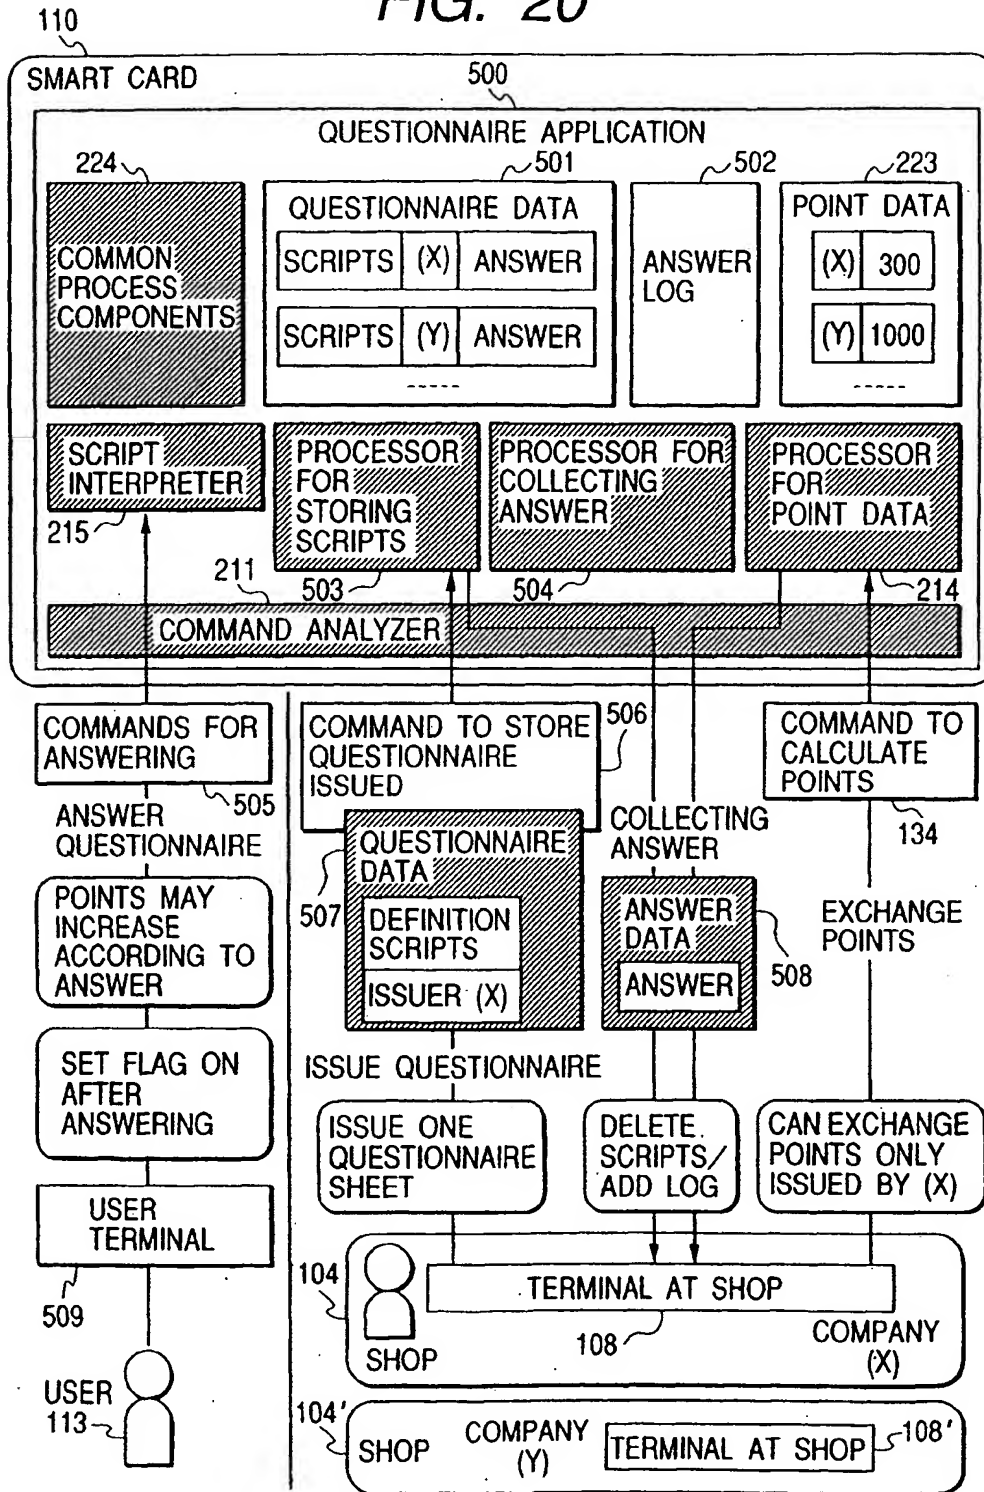 FIG. 20
110
SMART CARD
500
QUESTIONNAIRE APPLICATION
224
501
502
223
COMMON
PROCESS
COMPONENTS
QUESTIONNAIRE DATA
SCRIPTS (X) ANSWER
SCRIPTS (Y) ANSWER
-----
ANSWER
LOG
POINT DATA
(X) 300
(Y) 1000
-----
SCRIPT
INTERPRETER
215
PROCESSOR
FOR
STORING
SCRIPTS
503
PROCESSOR FOR
COLLECTING
ANSWER
504
PROCESSOR
FOR
POINT DATA
214
211
COMMAND ANALYZER
COMMANDS FOR
ANSWERING
505
ANSWER
QUESTIONNAIRE
POINTS MAY
INCREASE
ACCORDING TO
ANSWER
SET FLAG ON
AFTER
ANSWERING
USER
TERMINAL
509
USER
113
COMMAND TO STORE
QUESTIONNAIRE
ISSUED
506
QUESTIONNAIRE
DATA
507
DEFINITION
SCRIPTS
ISSUER (X)
ISSUE QUESTIONNAIRE
ISSUE ONE
QUESTIONNAIRE
SHEET
COLLECTING
ANSWER
ANSWER
DATA
ANSWER
508
DELETE
SCRIPTS/
ADD LOG
COMMAND TO
CALCULATE
POINTS
134
EXCHANGE
POINTS
CAN EXCHANGE
POINTS ONLY
ISSUED BY (X)
104
TERMINAL AT SHOP
108
SHOP
COMPANY
(X)
104'
SHOP
COMPANY
(Y)
TERMINAL AT SHOP
108'